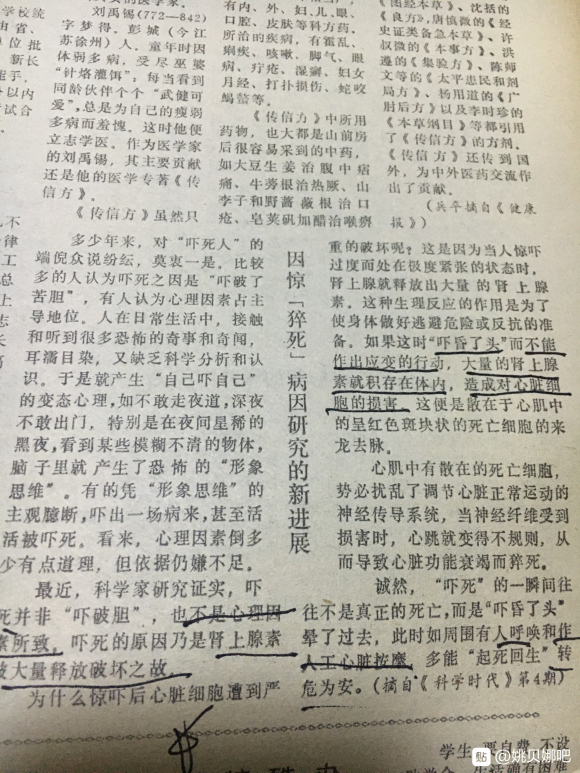 刘禹锡(772—842)
字梦得，彭城(今江
苏徐州)人。童年时因
体弱多病，受尽巫婆
“针烙灌饵”；每当看到
同龄伙伴个个“武健可
爱”，总是为自己的瘦弱
多病而羞愧。这时他便
立志学医。作为医学家
的刘禹锡，其主要贡献
还是他的医学专著《传
信方》。
《传信方》虽然只
有内、外、妇、儿、眼、
口腔、皮肤等科方药。
所治的疾病，有霍乱、
痢疾、咳嗽、脚气、眼
病、疔疮、湿癣、妇女
月经、打扑损伤、蛇咬
蝎螫等。
《传信方》中所用
药物，也大都是山前房
后很容易采到的中药，
如大豆生姜治腹中痞
痛、牛蒡根治热厥、山
李子和野蔷薇根治口
疮、皂荚矾加醋治喉痹
《图经本草》、沈括的
《良方》，唐慎微的《经
史证类备急本草》、许
叔微的《本事方》、洪
遵的《集验方》、陈师
文等的《太平惠民和剂
局方》、杨用道的《广
肘后方》以及李时珍的
《本草纲目》等都引用
了《传信方》的方剂。
《传信方》还传到国
外，为中外医药交流作
出了贡献。
报》)
因惊「猝死」病因研究的新进展
多少年来，对“吓死人”的
端倪众说纷纭，莫衷一是。比较
多的人认为吓死之因是“吓破了
苦胆”，有人认为心理因素占主
导地位。人在日常生活中，接触
和听到很多恐怖的奇事和奇闻，
耳濡目染，又缺乏科学分析和认
识。于是就产生“自己吓自己”
的变态心理，如不敢走夜道，深夜
不敢出门，特别是在夜间星稀的
黑夜，看到某些模糊不清的物体，
脑子里就产生了恐怖的“形象
思维”。有的凭“形象思维”的
主观臆断，吓出一场病来，甚至活
活被吓死。看来，心理因素倒多
少有点道理，但依据仍嫌不足。
最近，科学家研究证实，吓
死并非“吓破胆”，也不是心理因
素所致，吓死的原因乃是肾上腺素
被大量释放破坏之故。
为什么惊吓后心脏细胞遭到严
重的破坏呢？这是因为当人惊吓
过度而处在极度紧张的状态时，
肾上腺就释放出大量的肾上腺
素。这种生理反应的作用是为了
使身体做好逃避危险或反抗的准
备。如果这时“吓昏了头”而不能
作出应变的行动，大量的肾上腺
素就积存在体内，造成对心脏细
胞的损害。这便是散在于心肌中
的呈红色斑块状的死亡细胞的来
龙去脉。
心肌中有散在的死亡细胞，
势必扰乱了调节心脏正常运动的
神经传导系统，当神经纤维受到
损害时，心跳就变得不规则，从
而导致心脏功能衰竭而猝死。
诚然，“吓死”的一瞬间往
往不是真正的死亡，而是“吓昏了头”
晕了过去，此时如周围有人呼唤和作
人工心脏按摩，多能“起死回生”转
危为安。(摘自《科学时代》第4期)
学生 要自费 不设
@姚贝娜吧